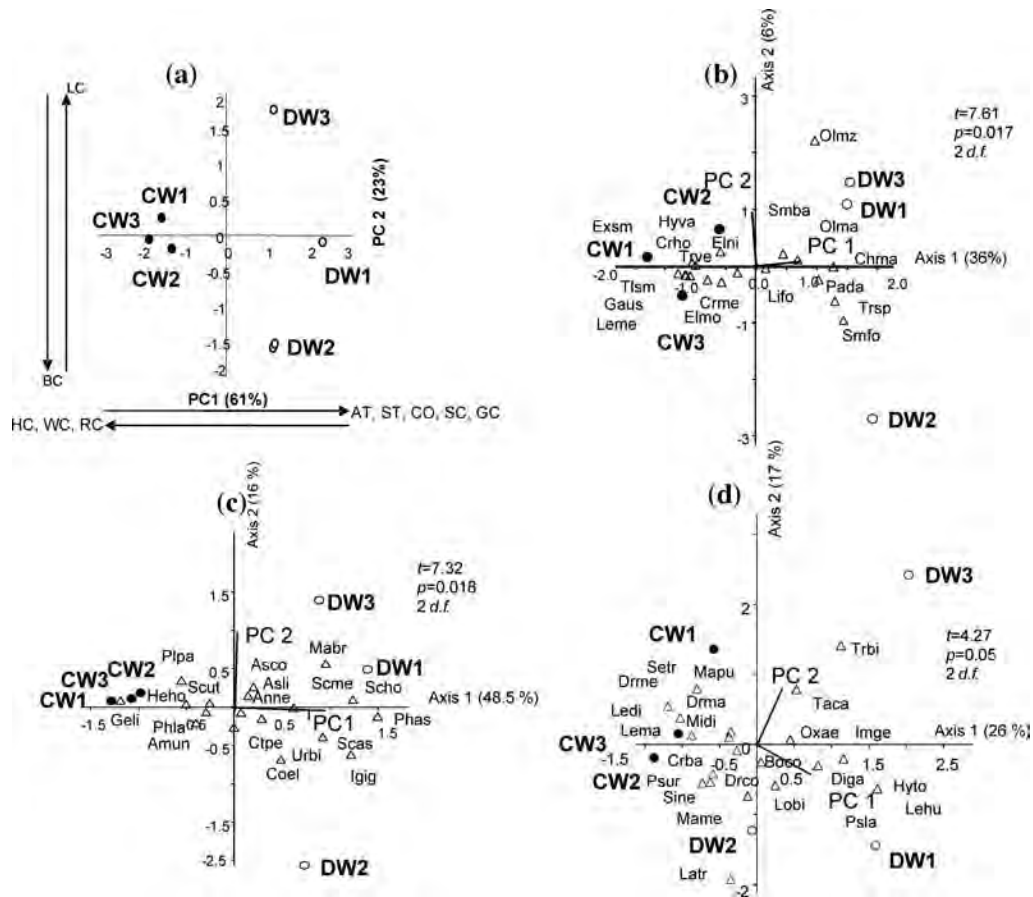 (a)
LC
BC
2
1.5
0.5
0
-0.5
-1
-1.5
-2
-3 -2 -1 0 1 2 3
DW3
CW1
CW3
CW2
DW1
DW2
PC 2 (23%)
PC1 (61%)
HC, WC, RC
AT, ST, CO, SC, GC
(b)
Axis 2 (6%)
3
1
-1
-3
t=7.61
p=0.017
2 d.f.
Olmz
DW3
DW1
CW2
PC 2
Smba
Exsm
Hyva
Olma
CW1
Crho
Elni
PC 1
Trve
Chma
Axis 1 (36%)
-2.0 -1.0 0.0 1.0 2.0
Tlsm
Crme
Lifo
Pada
Gaus
Elmo
Trsp
Leme
Smfo
CW3
DW2
(c)
Axis 2 (16 %)
1.5
0.5
-0.5
-1.5
-2.5
t=7.32
p=0.018
2 d.f.
DW3
PC 2
Mabr
Plpa
Asco
DW1
CW3
CW2
Asli
CW1
Heho
Scut
Anne
Scme
Scho
Axis 1 (48.5 %)
-1.5
0.5
1.5
PC1
Geli
Phla
Phas
Amun
Ctpe
Urbi
Scas
Coel
Igig
DW2
(d)
Axis 2 (17 %)
2
0
-2
DW3
CW1
t=4.27
p=0.05
2 d.f.
Setr
Mapu
PC 2
Trbi
Drne
Drma
Taca
Ledi
Midi
Lema
Oxae
Imge
Axis 1 (26 %)
CW3
-1.5 -0.5 0.5 1.5 2.5
Crba
Boco
CW2
Psur
Drco
Diga
Hyto
Sine
Lobi
PC 1
Lehu
Mame
Psla
DW2
DW1
Latr